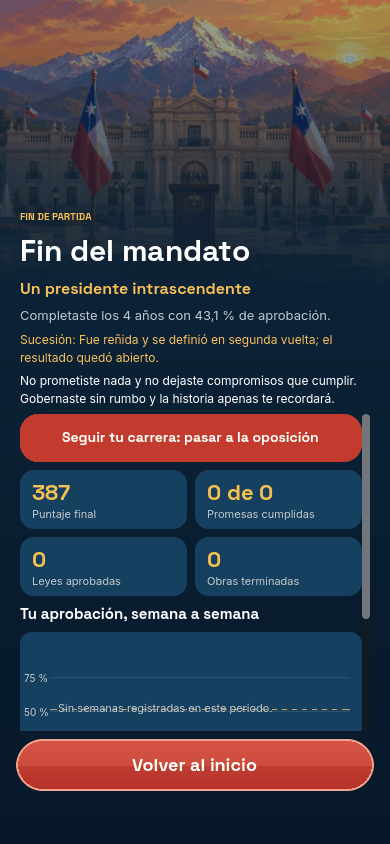 FIN DE PARTIDA
Fin del mandato
Un presidente intrascendente
Completaste los 4 años con 43,1 % de aprobación.
Sucesión: Fue reñida y se definió en segunda vuelta; el
resultado quedó abierto.
No prometiste nada y no dejaste compromisos que cumplir.
Gobernaste sin rumbo y la historia apenas te recordará.
Seguir tu carrera: pasar a la oposición
387
Puntaje final
0 de 0
Promesas cumplidas
0
Leyes aprobadas
0
Obras terminadas
Tu aprobación, semana a semana
75 %
50 %
Sin semanas registradas en este período.
Volver al inicio